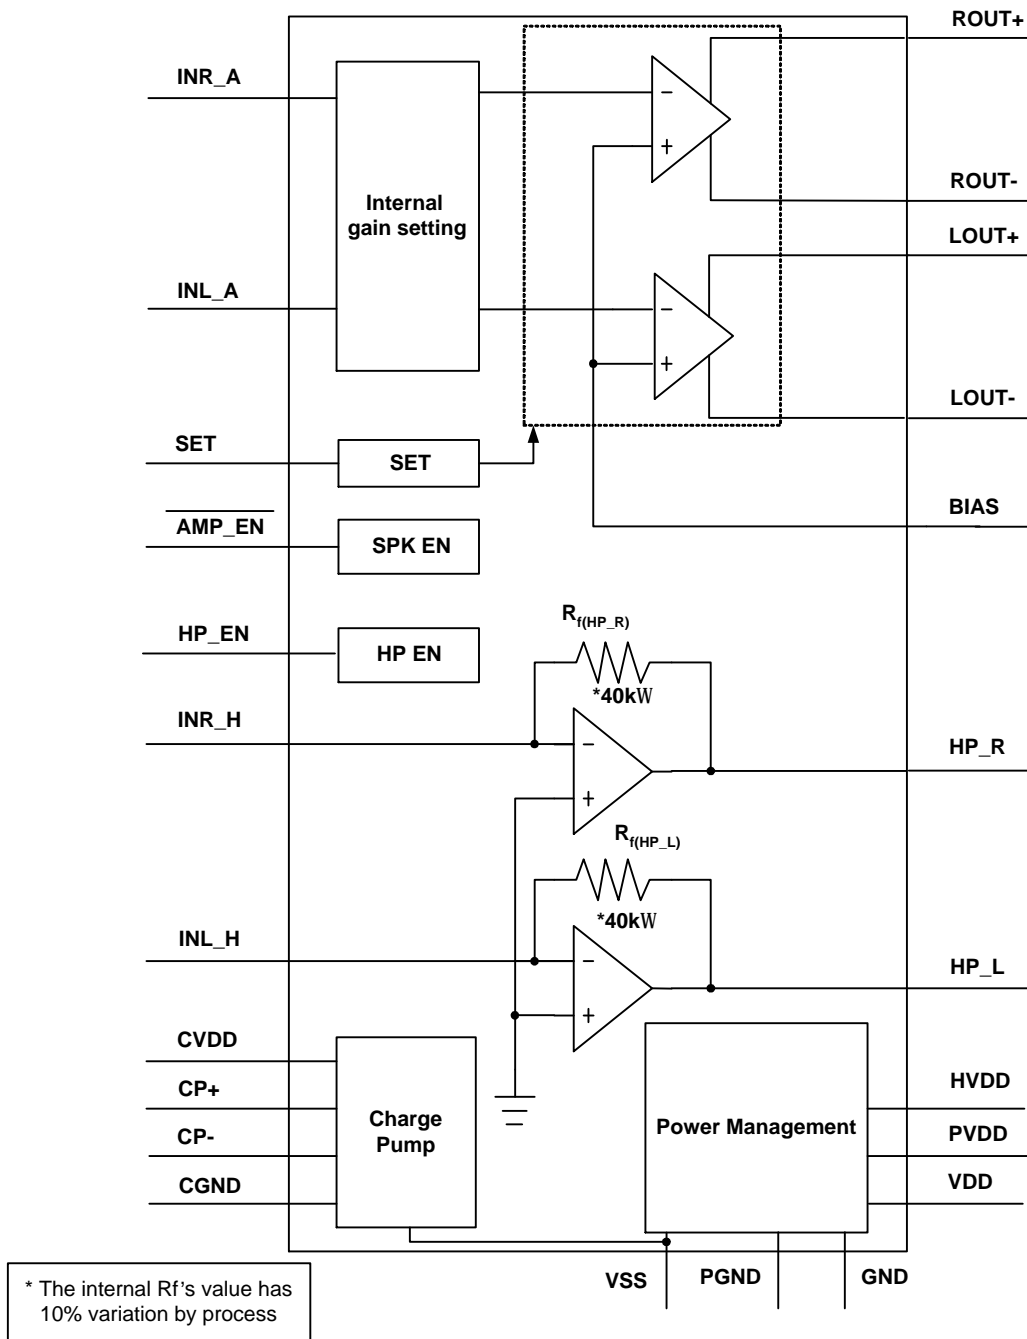 ROUT+
INR_A
−
+
ROUT-
Internal
gain setting
LOUT+
INL_A
−
+
LOUT-
SET
SET
AMP_EN
SPK EN
BIAS
HP_EN
HP EN
Rf(HP_R)
*40kW
INR_H
−
+
HP_R
Rf(HP_L)
*40kW
INL_H
−
+
HP_L
CVDD
CP+
CP-
CGND
Charge
Pump
Power Management
HVDD
PVDD
VDD
VSS
PGND
GND
* The internal Rf's value has
10% variation by process